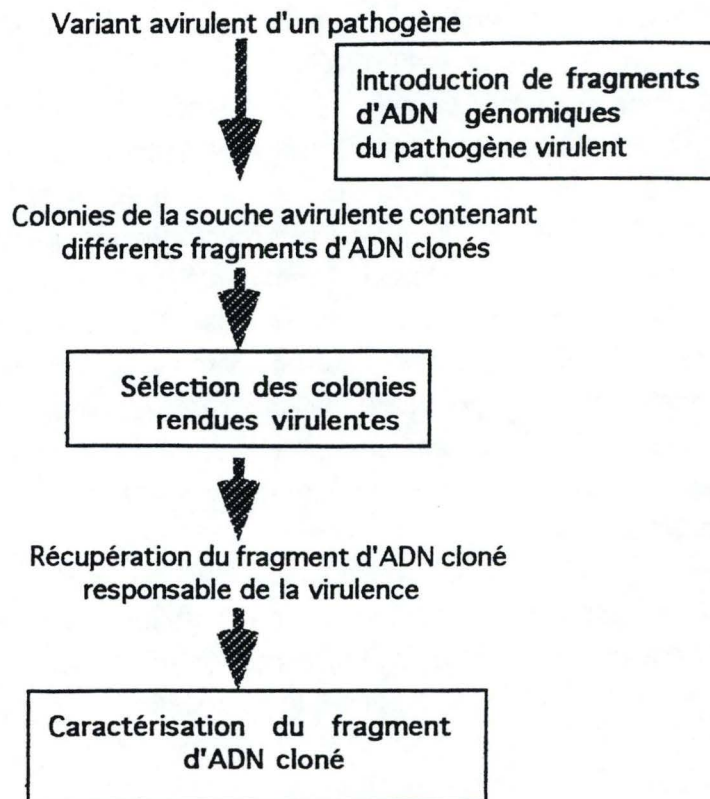 Variant avirulent d'un pathogène
Introduction de fragments
d'ADN génomiques
du pathogène virulent
Colonies de la souche avirulente contenant
différents fragments d'ADN clonés
Sélection des colonies
rendues virulentes
Récupération du fragment d'ADN cloné
responsable de la virulence
Caractérisation du fragment
d'ADN cloné